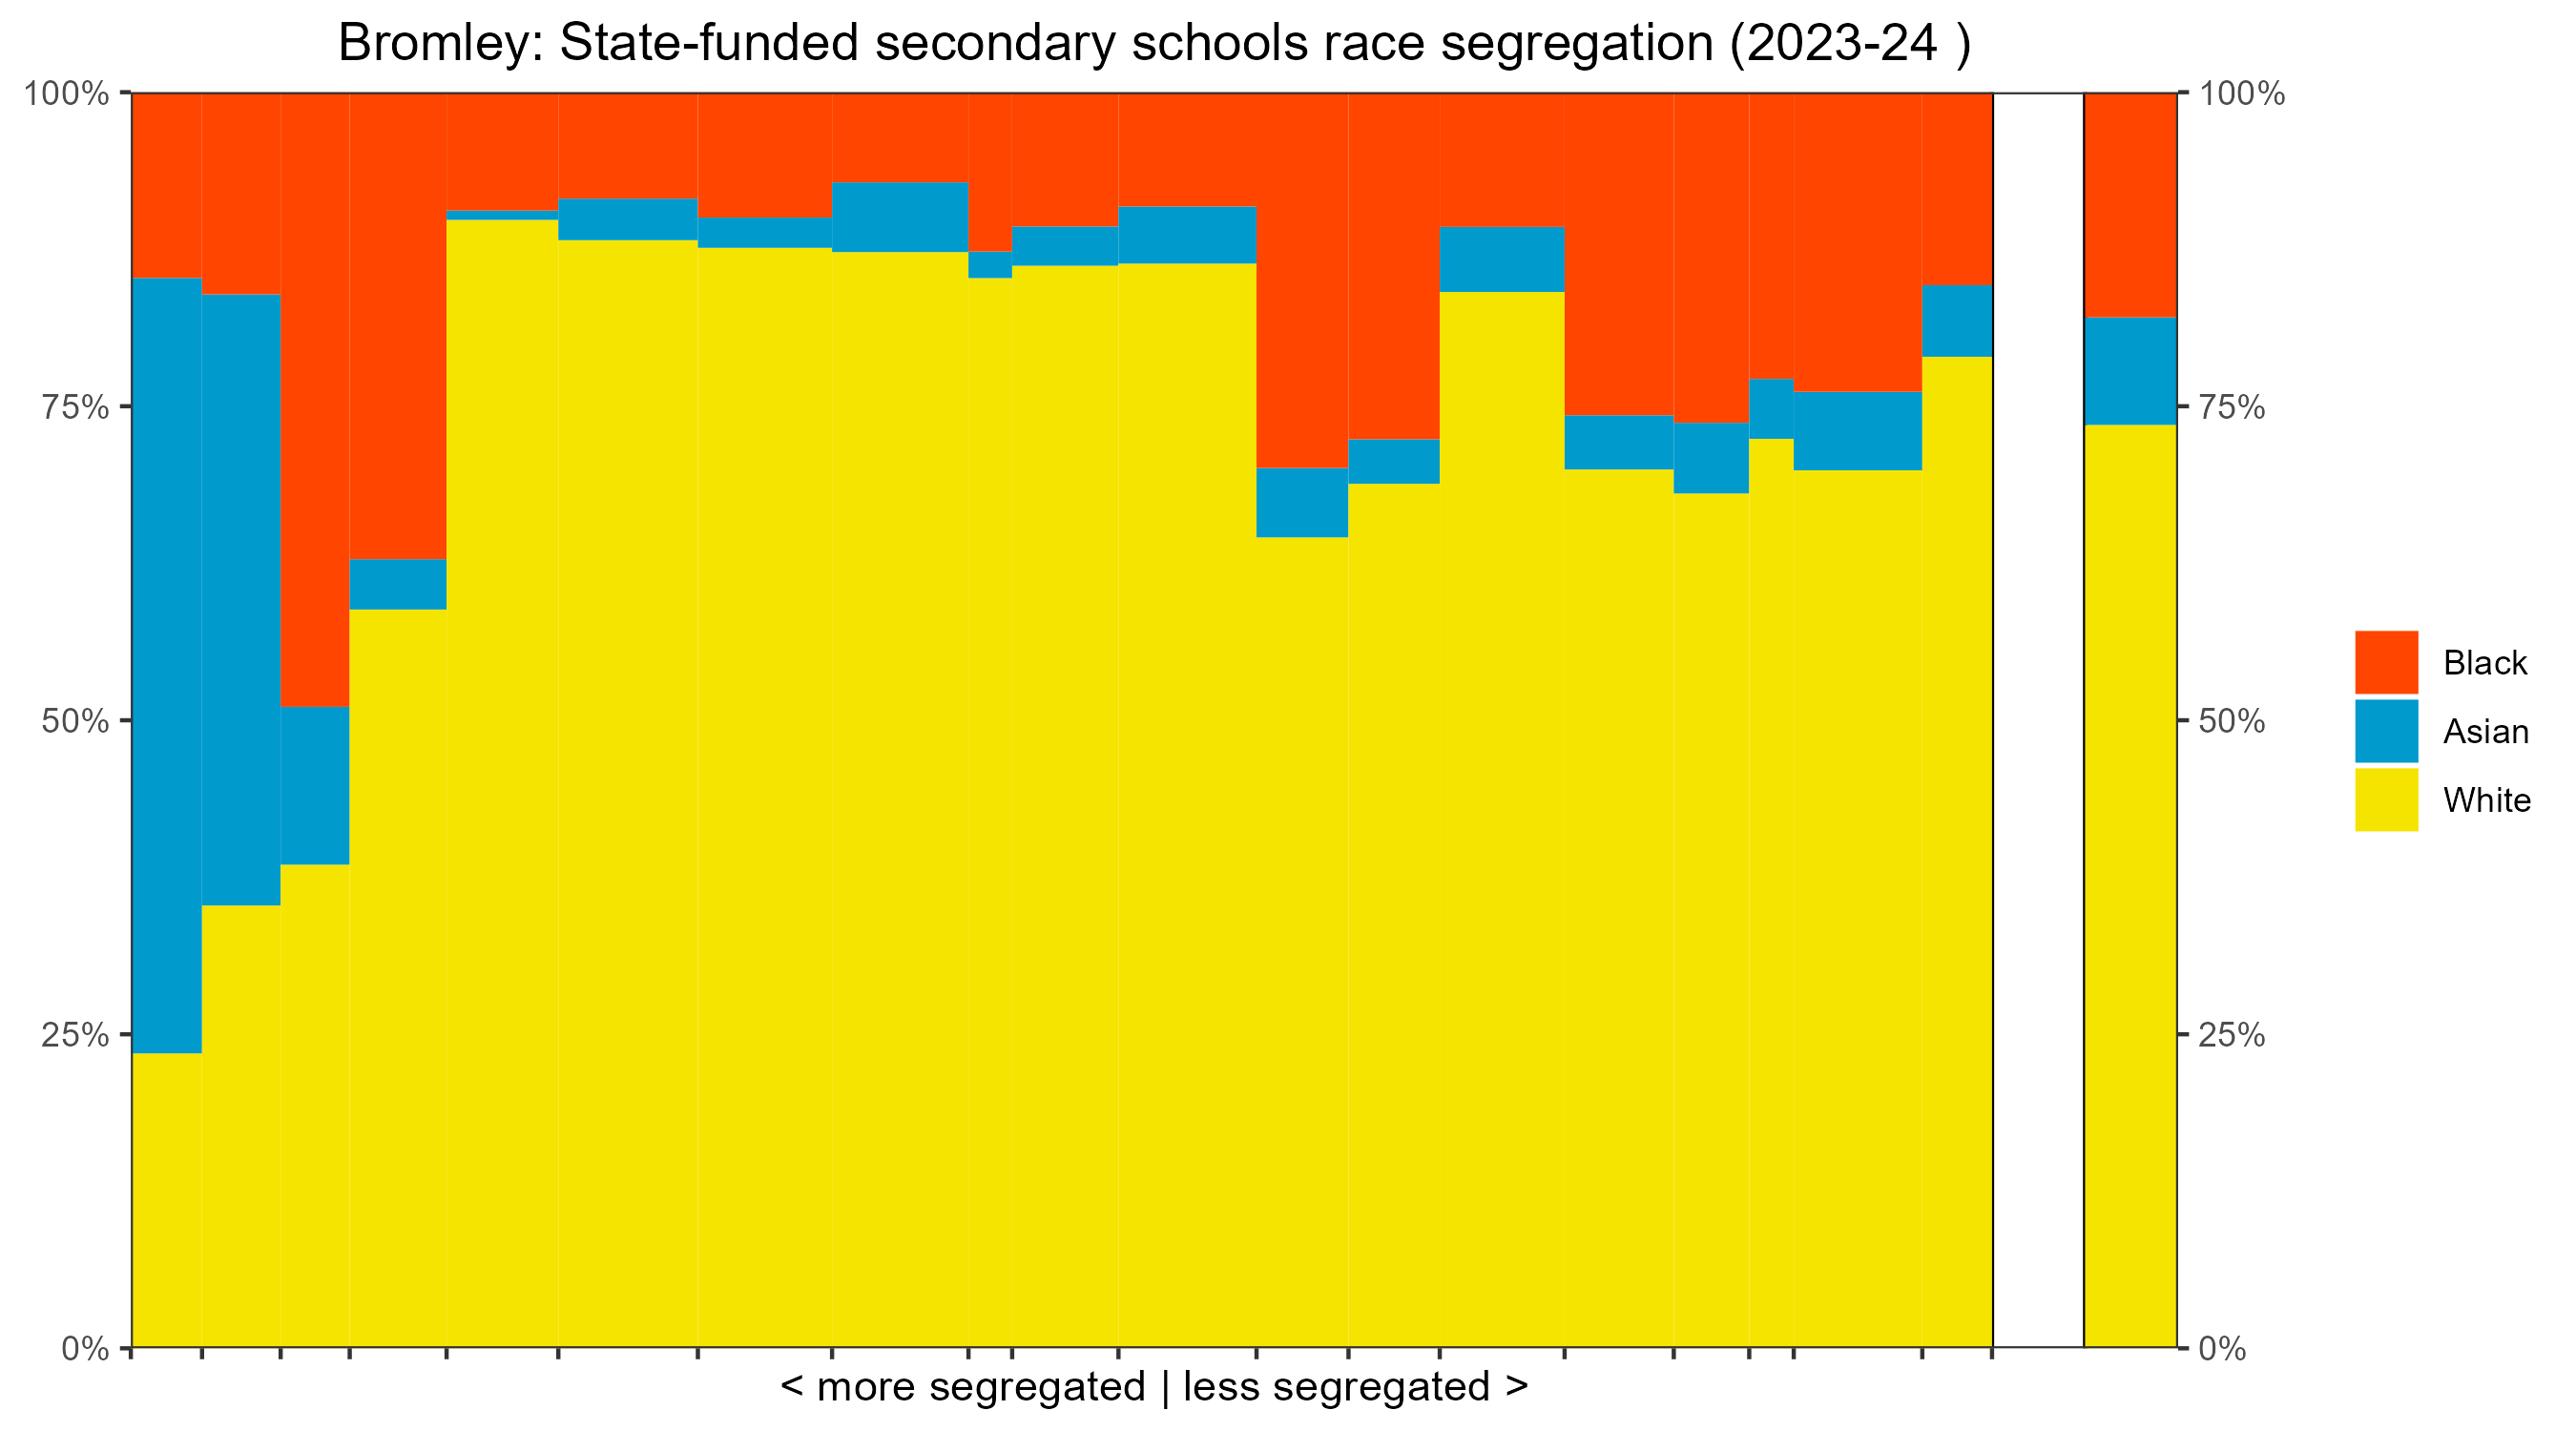 Bromley: State-funded secondary schools race segregation (2023-24 )
100%
75%
50%
25%
0%
100%
75%
50%
25%
0%
Black
Asian
White
< more segregated | less segregated >